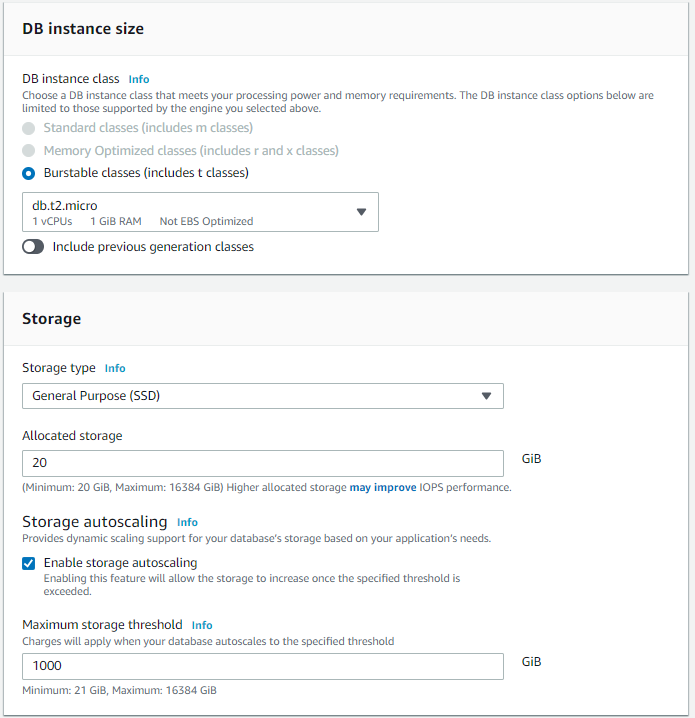 DB instance size
DB instance class Info
Choose a DB instance class that meets your processing power and memory requirements. The DB instance class options below are
limited to those supported by the engine you selected above.
Standard classes (includes m classes)
Memory Optimized classes (includes r and x classes)
Burstable classes (includes t classes)
db.t2.micro
1 vCPUs 1 GiB RAM Not EBS Optimized
Include previous generation classes
Storage
Storage type Info
General Purpose (SSD)
Allocated storage
20 GiB
(Minimum: 20 GiB, Maximum: 16384 GiB) Higher allocated storage may improve IOPS performance.
Storage autoscaling Info
Provides dynamic scaling support for your database's storage based on your application's needs.
Enable storage autoscaling
Enabling this feature will allow the storage to increase once the specified threshold is
exceeded.
Maximum storage threshold Info
Charges will apply when your database autoscales to the specified threshold
1000 GiB
Minimum: 21 GiB, Maximum: 16384 GiB